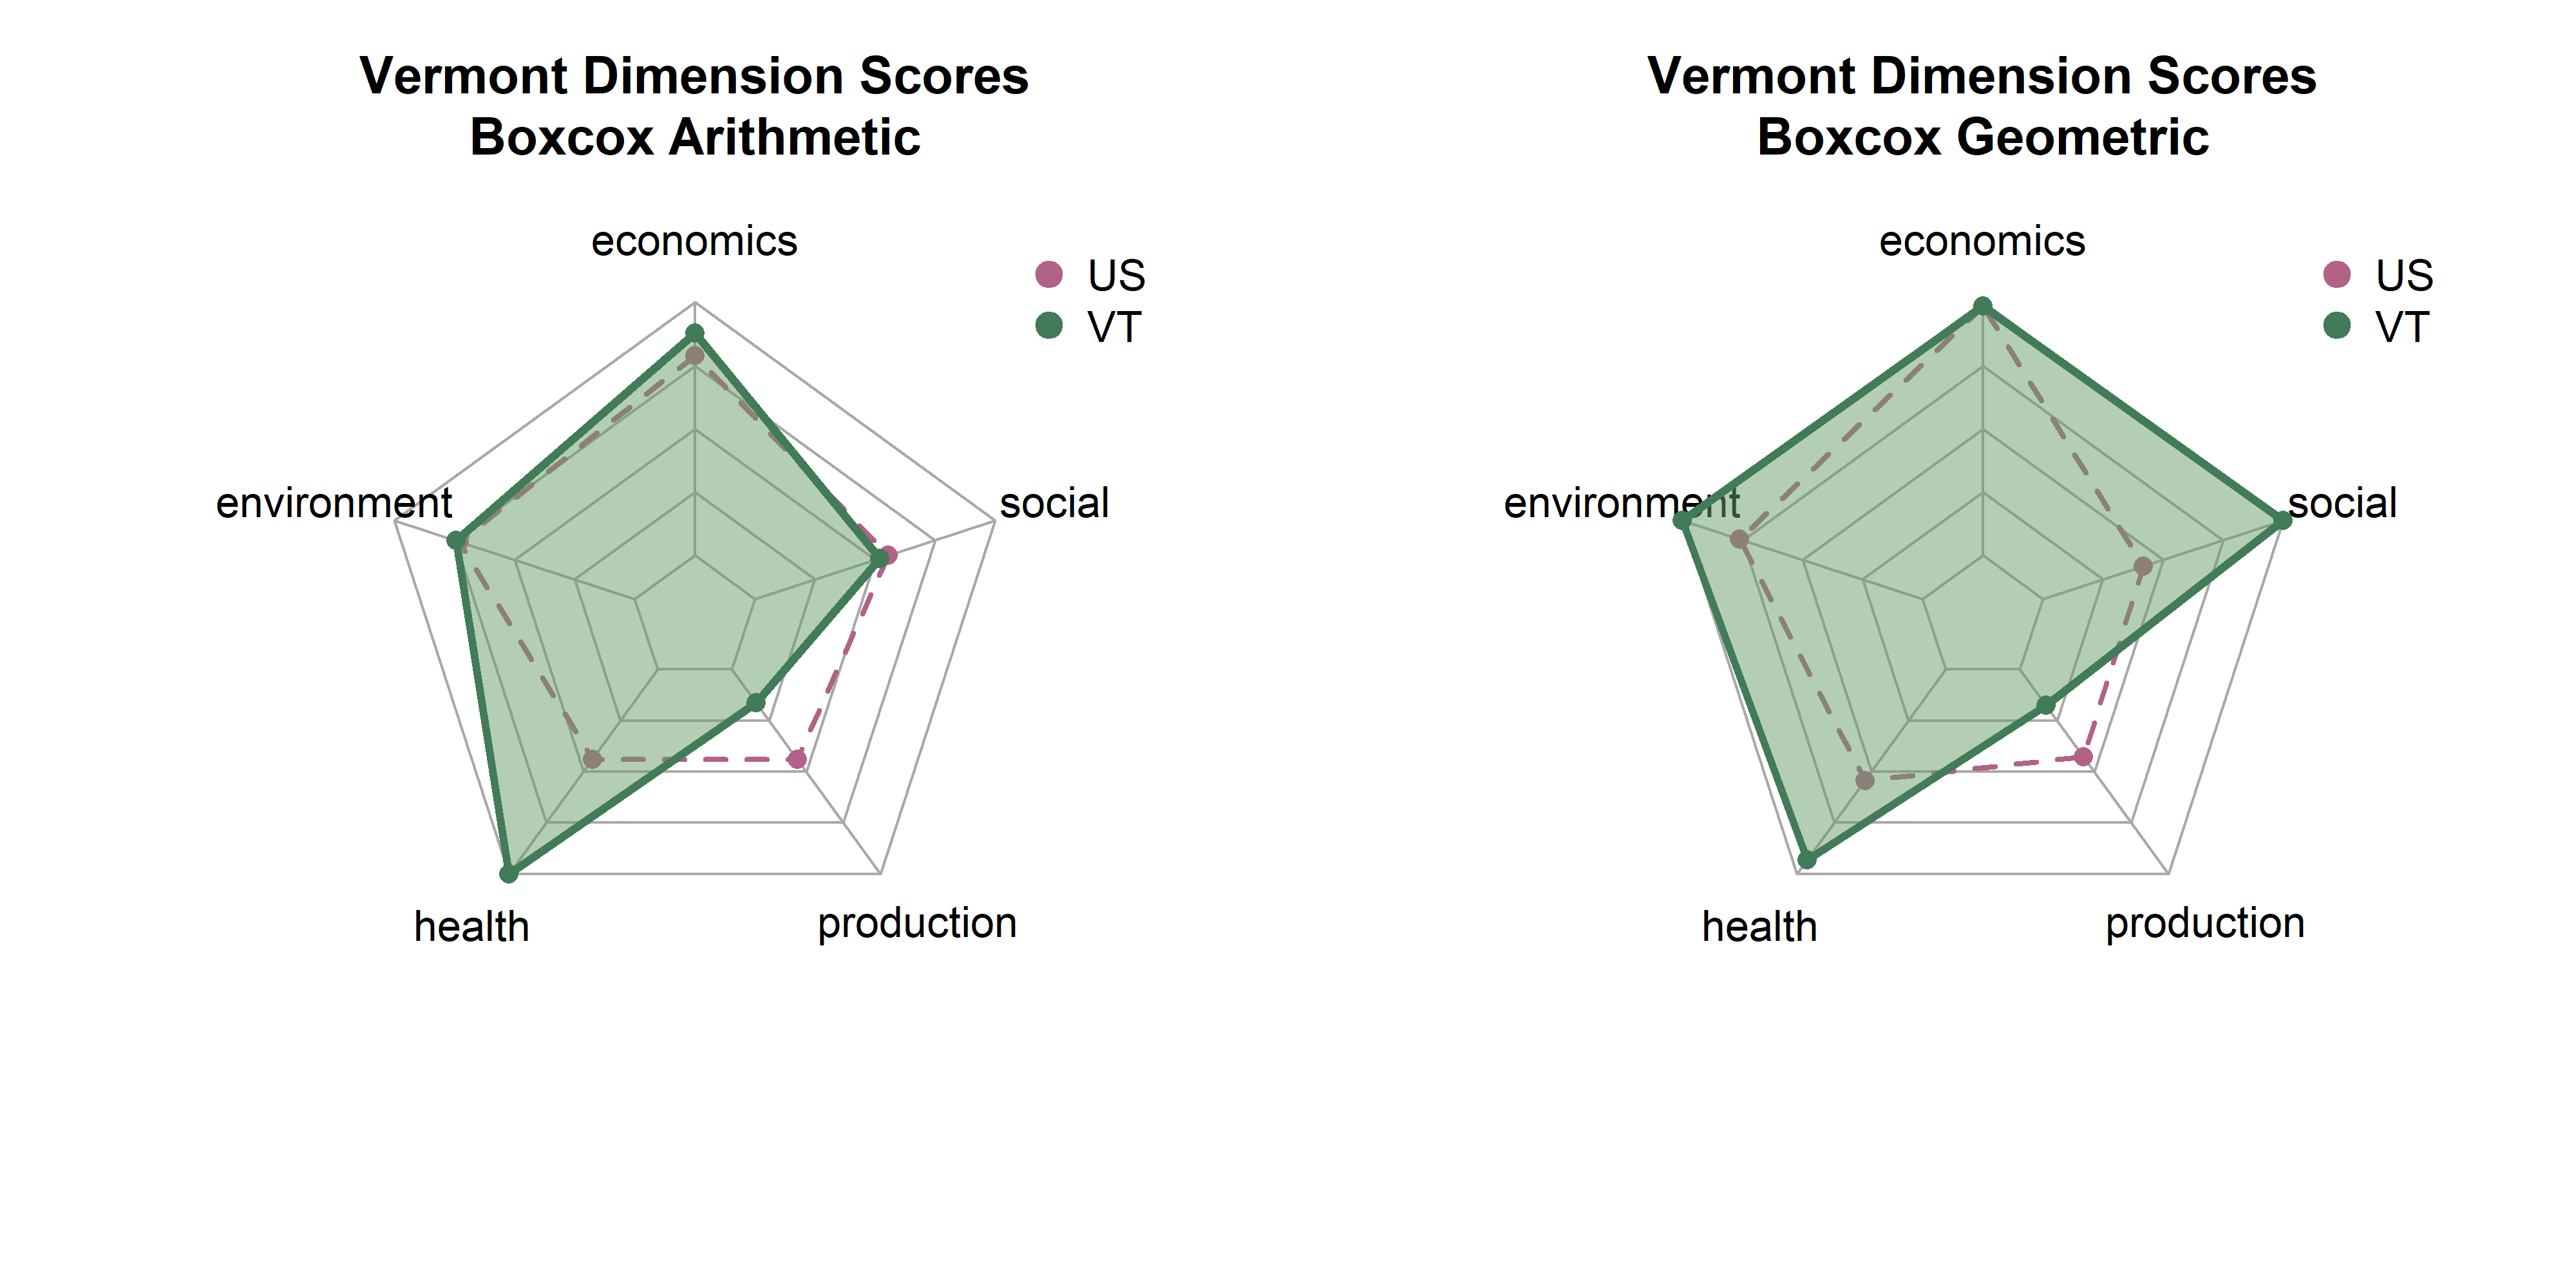 Vermont Dimension Scores
Boxcox Arithmetic
economics
US
VT
environment
social
health
production
Vermont Dimension Scores
Boxcox Geometric
economics
US
VT
environment
social
health
production